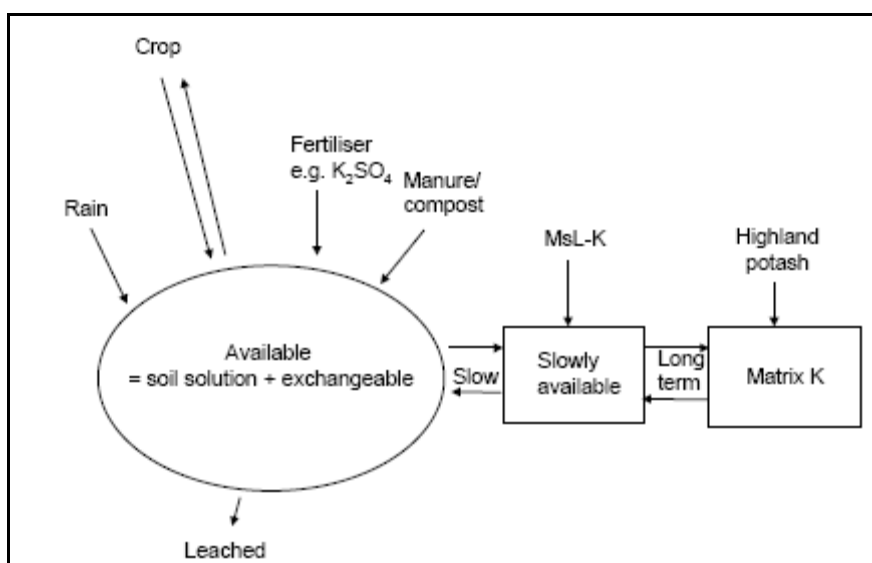 Crop
Fertiliser
e.g. K₂SO₄
Manure/
compost
Rain
MsL-K
Highland
potash
Available
= soil solution + exchangeable
Slow
Slowly
available
Long
term
Matrix K
Leached